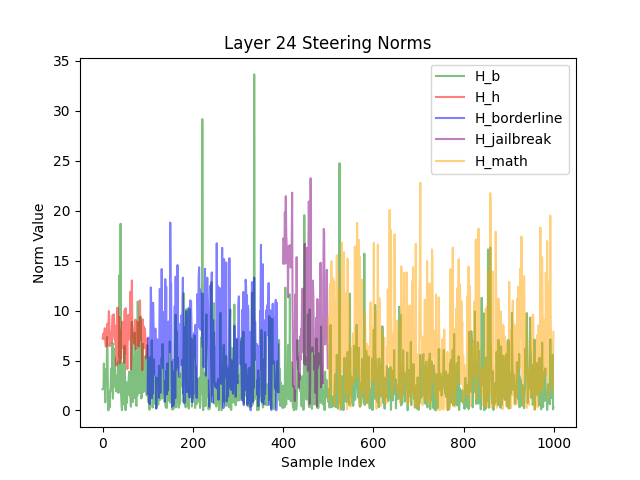 Layer 24 Steering Norms
35
30
25
20
15
10
5
0
Norm Value
H_b
H_h
H_borderline
H_jailbreak
H_math
0
200
400
600
800
1000
Sample Index